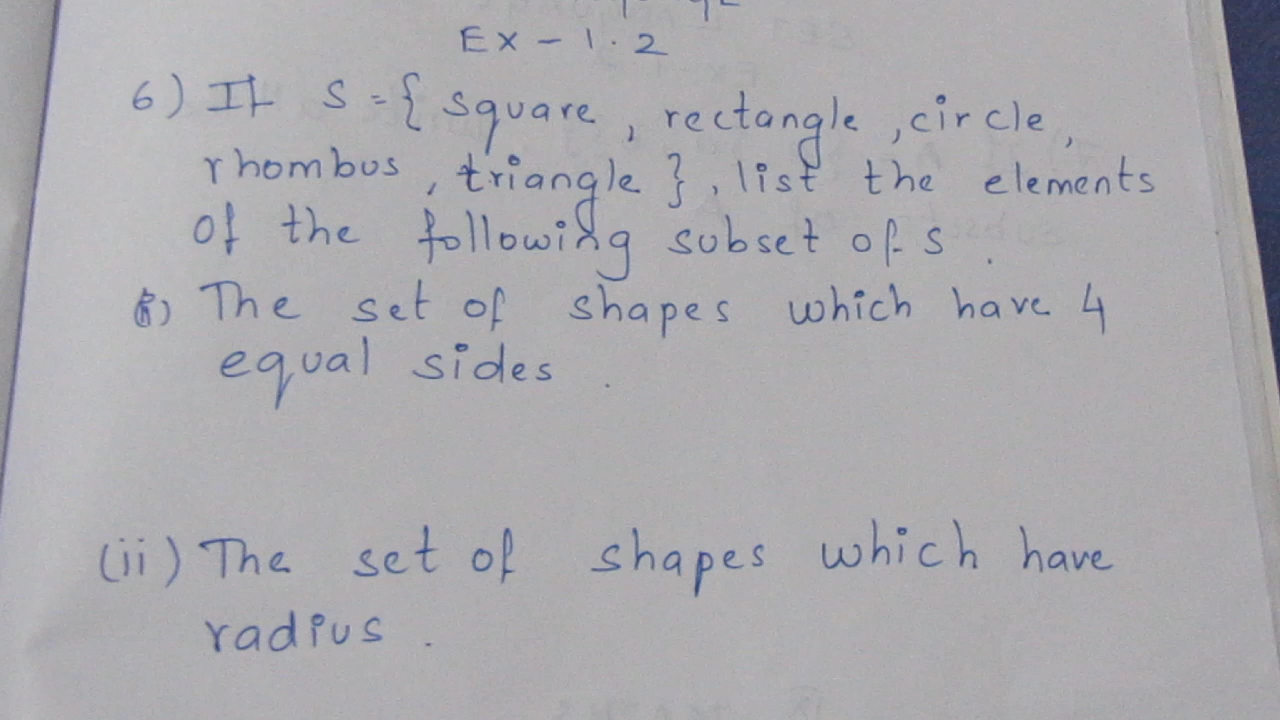 Ex - 1.2
6) If S = { square, rectangle, circle,
rhombus, triangle }, list the elements
of the following subset of S.
The set of shapes which have 4
equal sides.
(ii) The set of shapes which have
radius.